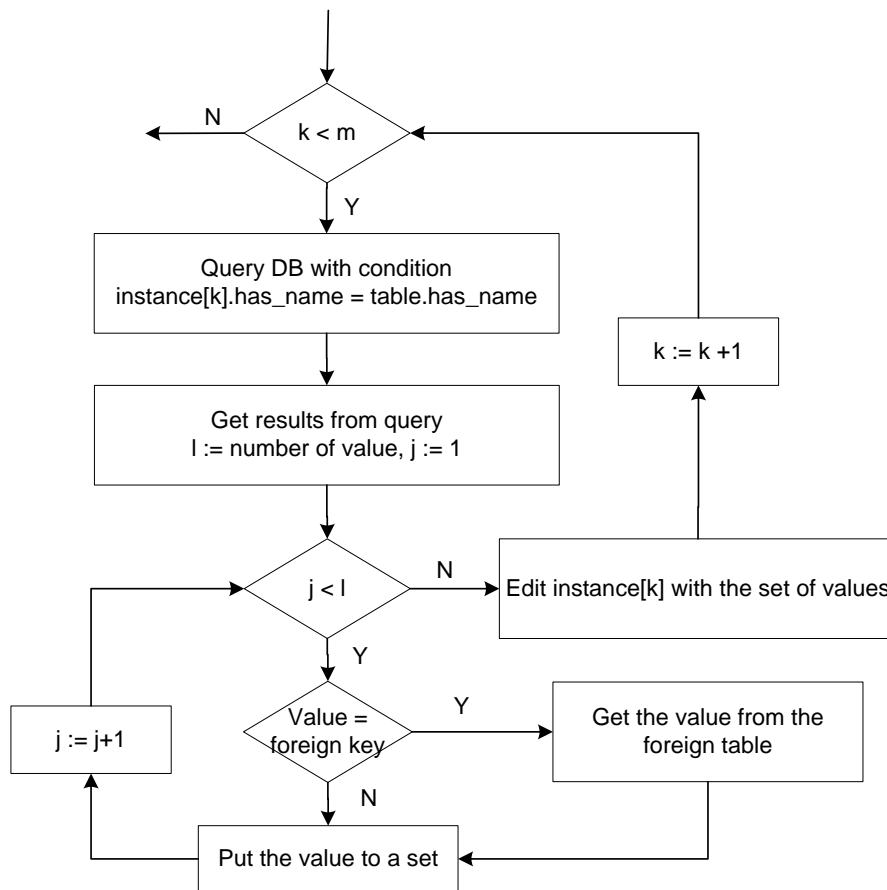 N
k < m
Y
Query DB with condition
instance[k].has_name = table.has_name
k := k +1
Get results from query
l := number of value, j := 1
j < l
N
Edit instance[k] with the set of values
Y
j := j+1
Value =
foreign key
Y
Get the value from the
foreign table
N
Put the value to a set